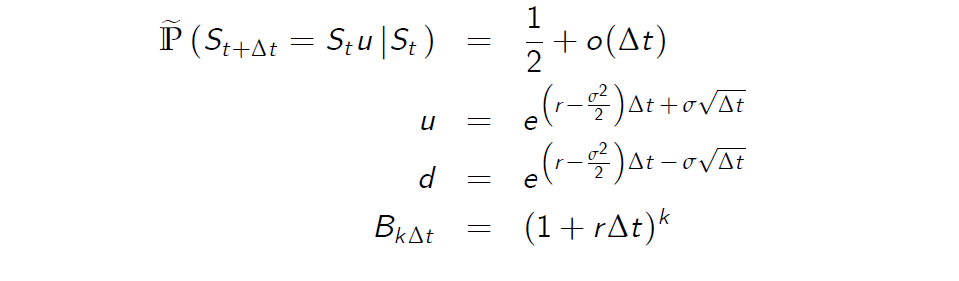 P̃ (S_{t+Δt} = S_t u | S_t) = 1/2 + o(Δt)
u = e^{(r − σ²/2)Δt + σ√Δt}
d = e^{(r − σ²/2)Δt − σ√Δt}
B_{kΔt} = (1 + rΔt)^k